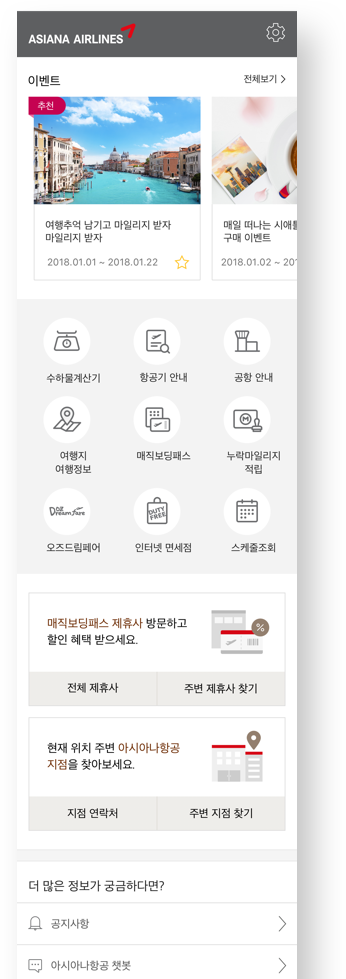 ASIANA AIRLINES
이벤트
전체보기
추천
여행추억 남기고 마일리지 받자
마일리지 받자
2018.01.01 ~ 2018.01.22
매일 떠나는 시애틀
구매 이벤트
2018.01.02 ~ 201
수하물계산기
항공기 안내
공항 안내
여행지
여행정보
매직보딩패스
누락마일리지
적립
OZ Dream Fare
DUTY
FREE
오즈드림페어
인터넷 면세점
스케줄조회
매직보딩패스 제휴사 방문하고
할인 혜택 받으세요.
%
전체 제휴사
주변 제휴사 찾기
현재 위치 주변 아시아나항공
지점을 찾아보세요.
지점 연락처
주변 지점 찾기
더 많은 정보가 궁금하다면?
공지사항
아시아나항공 챗봇